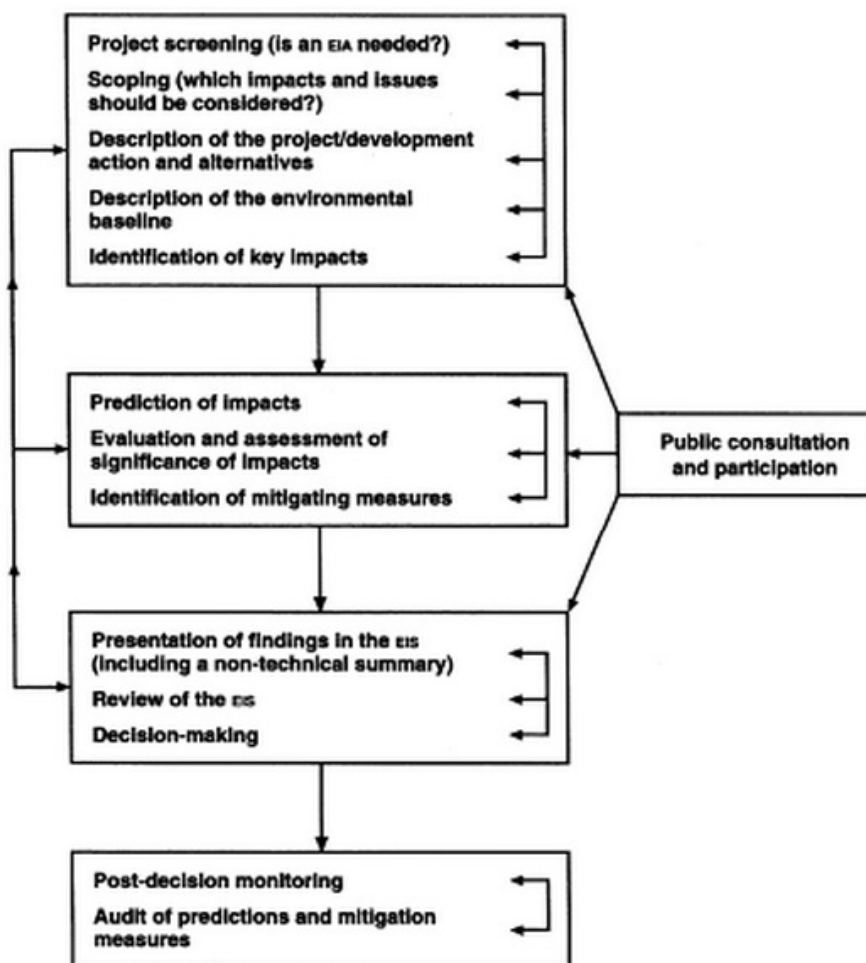 Project screening (is an EIA needed?)
Scoping (which impacts and issues
should be considered?)
Description of the project/development
action and alternatives
Description of the environmental
baseline
Identification of key impacts
Prediction of impacts
Evaluation and assessment of
significance of impacts
Identification of mitigating measures
Public consultation
and participation
Presentation of findings in the EIS
(including a non-technical summary)
Review of the EIS
Decision-making
Post-decision monitoring
Audit of predictions and mitigation
measures